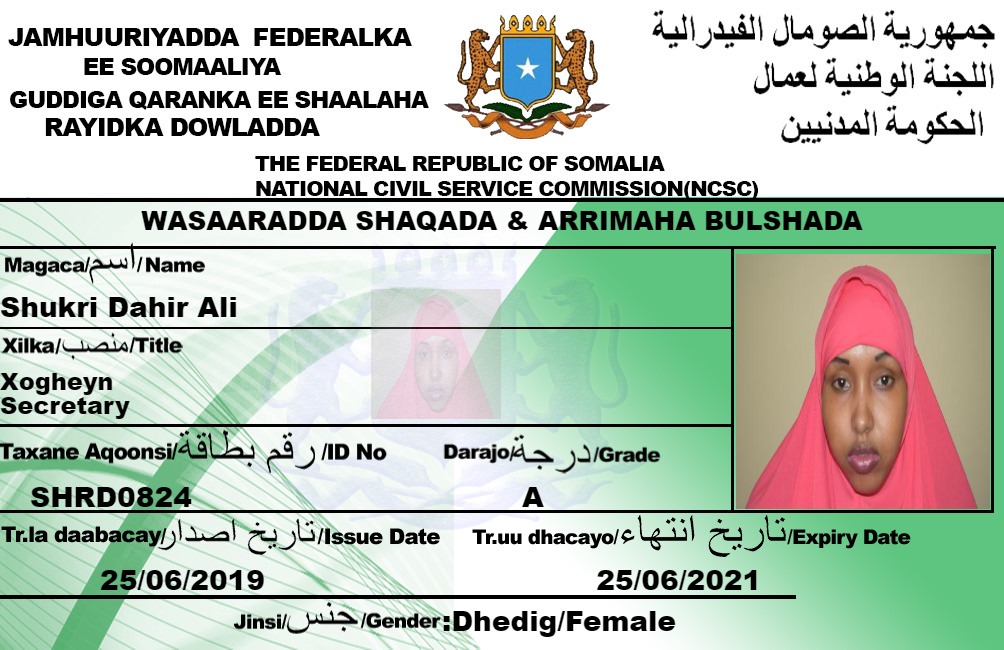 JAMHUURIYADDA FEDERALKA
EE SOOMAALIYA
GUDDIGA QARANKA EE SHAALAHA
RAYIDKA DOWLADDA
جمهورية الصومال الفيدرالية
اللجنة الوطنية لعمال
الحكومة المدنيين
THE FEDERAL REPUBLIC OF SOMALIA
NATIONAL CIVIL SERVICE COMMISSION(NCSC)
WASAARADDA SHAQADA & ARRIMAHA BULSHADA
Magaca/اسم/Name
Shukri Dahir Ali
Xilka/منصب/Title
Xogheyn
Secretary
Taxane Aqoonsi/رقم بطاقة/ID No
SHRD0824
Darajo/درجة/Grade
A
Tr.la daabacay/تاريخ اصدار/Issue Date
25/06/2019
Tr.uu dhacayo/تاريخ انتهاء/Expiry Date
25/06/2021
Jinsi/جنس/Gender:Dhedig/Female